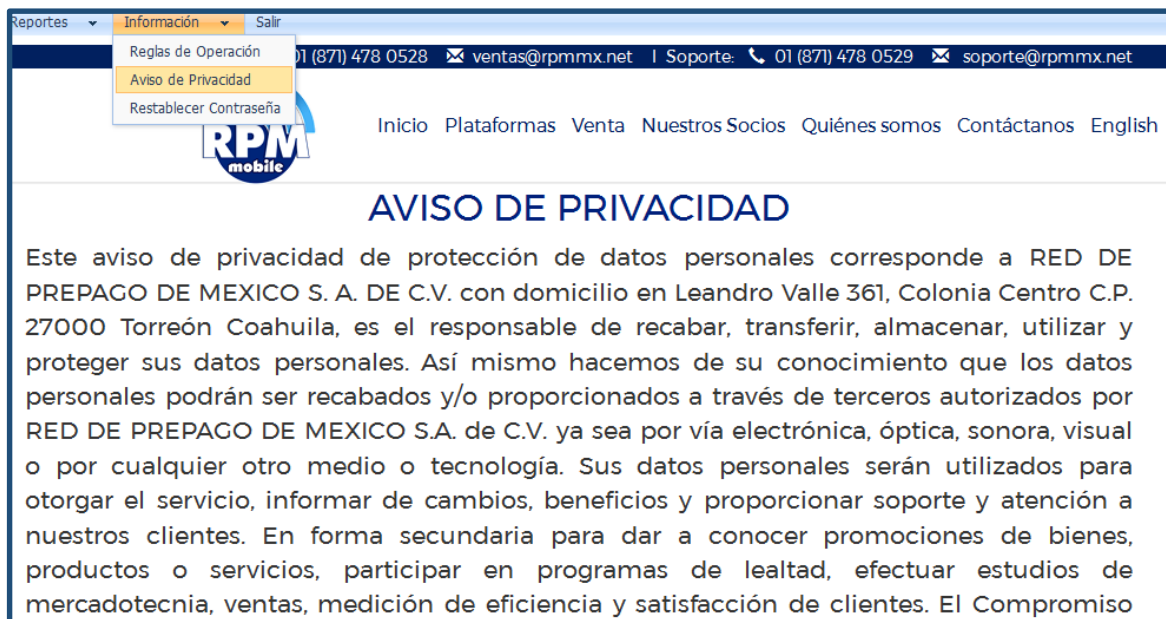 Reportes Información Salir
Reglas de Operación
01 (871) 478 0528 ventas@rpmmx.net | Soporte: 01 (871) 478 0529 soporte@rpmmx.net
Aviso de Privacidad
Restablecer Contraseña
RPM
mobile
Inicio Plataformas Venta Nuestros Socios Quiénes somos Contáctanos English
AVISO DE PRIVACIDAD
Este aviso de privacidad de protección de datos personales corresponde a RED DE
PREPAGO DE MEXICO S. A. DE C.V. con domicilio en Leandro Valle 361, Colonia Centro C.P.
27000 Torreón Coahuila, es el responsable de recabar, transferir, almacenar, utilizar y
proteger sus datos personales. Así mismo hacemos de su conocimiento que los datos
personales podrán ser recabados y/o proporcionados a través de terceros autorizados por
RED DE PREPAGO DE MEXICO S.A. de C.V. ya sea por vía electrónica, óptica, sonora, visual
o por cualquier otro medio o tecnología. Sus datos personales serán utilizados para
otorgar el servicio, informar de cambios, beneficios y proporcionar soporte y atención a
nuestros clientes. En forma secundaria para dar a conocer promociones de bienes,
productos o servicios, participar en programas de lealtad, efectuar estudios de
mercadotecnia, ventas, medición de eficiencia y satisfacción de clientes. El Compromiso